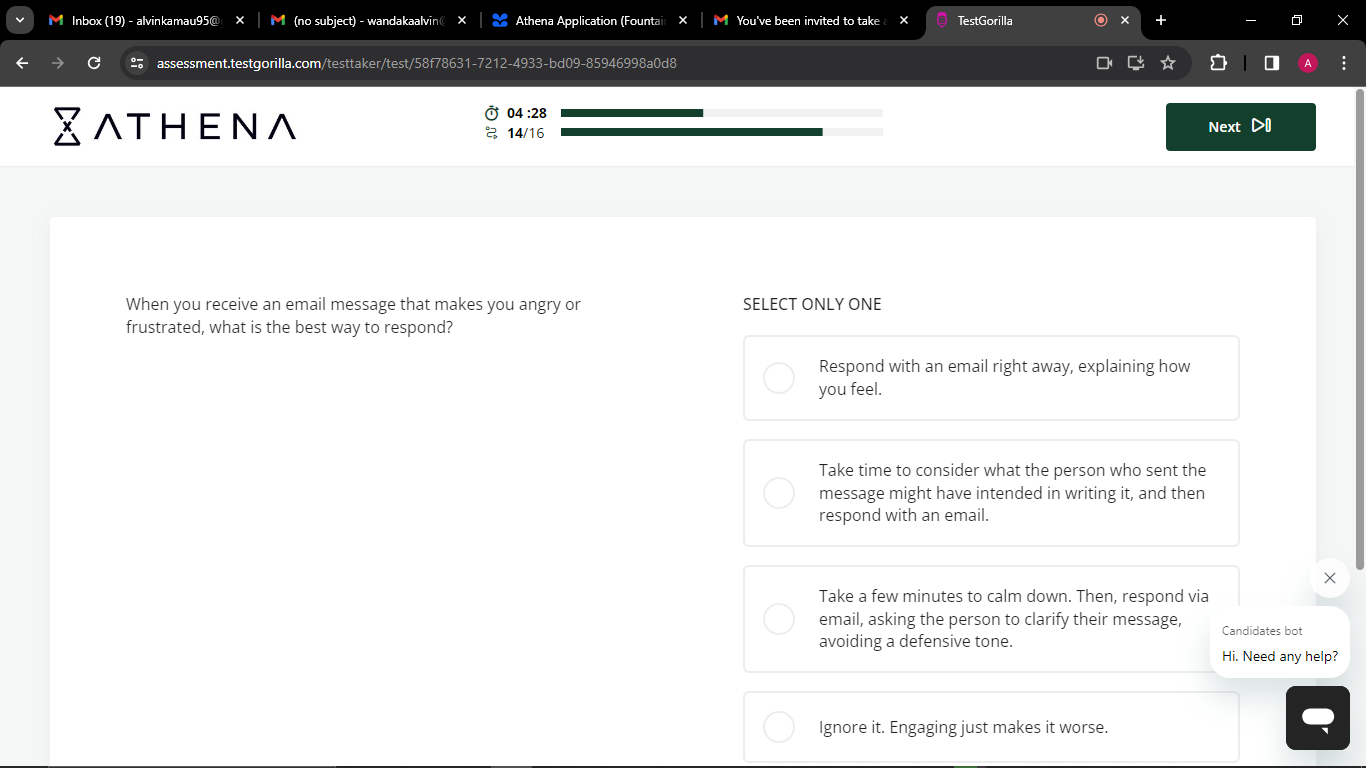 Inbox (19) - alvinkamau95@
(no subject) - wandakaalvin@
Athena Application (Fountai
You've been invited to take a
TestGorilla
assessment.testgorilla.com/testtaker/test/58f78631-7212-4933-bd09-85946998a0d8
A
ATHENA
04 :28
14/16
Next
When you receive an email message that makes you angry or
frustrated, what is the best way to respond?
SELECT ONLY ONE
Respond with an email right away, explaining how
you feel.
Take time to consider what the person who sent the
message might have intended in writing it, and then
respond with an email.
Take a few minutes to calm down. Then, respond via
email, asking the person to clarify their message,
avoiding a defensive tone.
Ignore it. Engaging just makes it worse.
Candidates bot
Hi. Need any help?